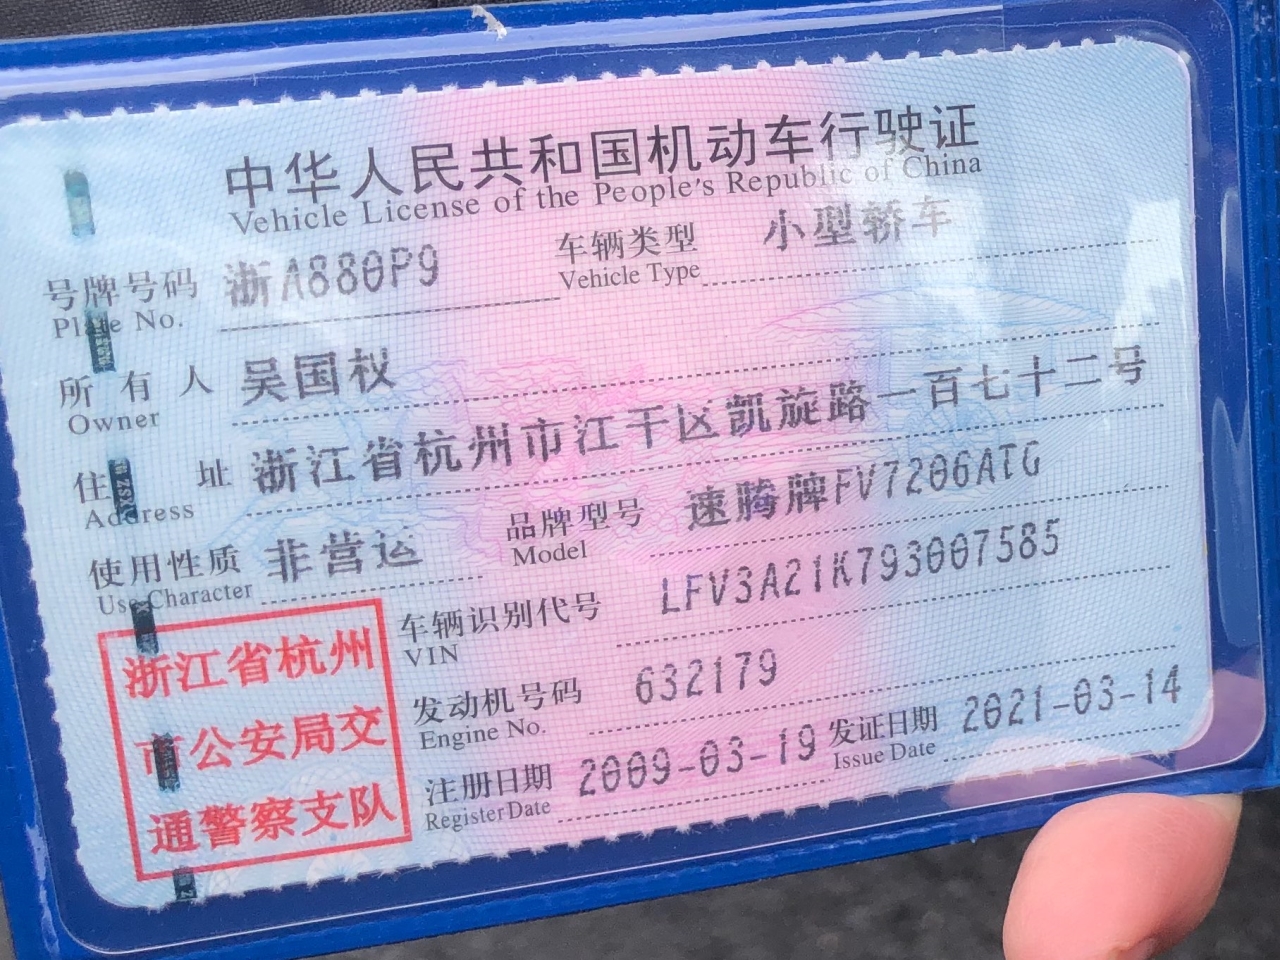 中华人民共和国机动车行驶证
Vehicle License of the People's Republic of China
号牌号码 浙A880P9 车辆类型 小型轿车
Plate No. Vehicle Type
所有人 吴国权
Owner
住址 浙江省杭州市江干区凯旋路一百七十二号
Address
使用性质 非营运 品牌型号 速腾牌FV7206ATG
Use Character Model
车辆识别代号 LFV3A21K793007585
VIN
发动机号码 632179
Engine No.
注册日期 2009-03-19 发证日期 2021-03-14
Register Date Issue Date
浙江省杭州
市公安局交
通警察支队